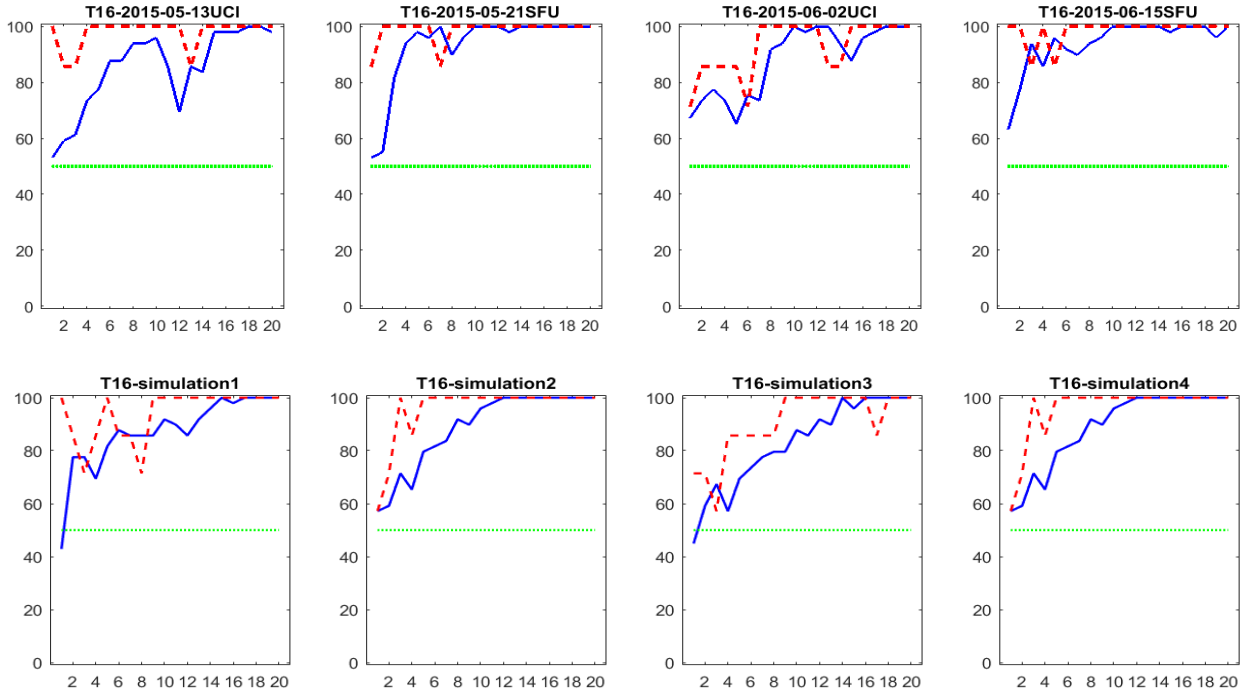 T16-2015-05-13UCI T16-2015-05-21SFU T16-2015-06-02UCI T16-2015-06-15SFU
100 100 100 100
80 80 80 80
60 60 60 60
40 40 40 40
20 20 20 20
0 0 0 0
2 4 6 8 10 12 14 16 18 20 2 4 6 8 10 12 14 16 18 20 2 4 6 8 10 12 14 16 18 20 2 4 6 8 10 12 14 16 18 20
T16-simulation1 T16-simulation2 T16-simulation3 T16-simulation4
100 100 100 100
80 80 80 80
60 60 60 60
40 40 40 40
20 20 20 20
0 0 0 0
2 4 6 8 10 12 14 16 18 20 2 4 6 8 10 12 14 16 18 20 2 4 6 8 10 12 14 16 18 20 2 4 6 8 10 12 14 16 18 20